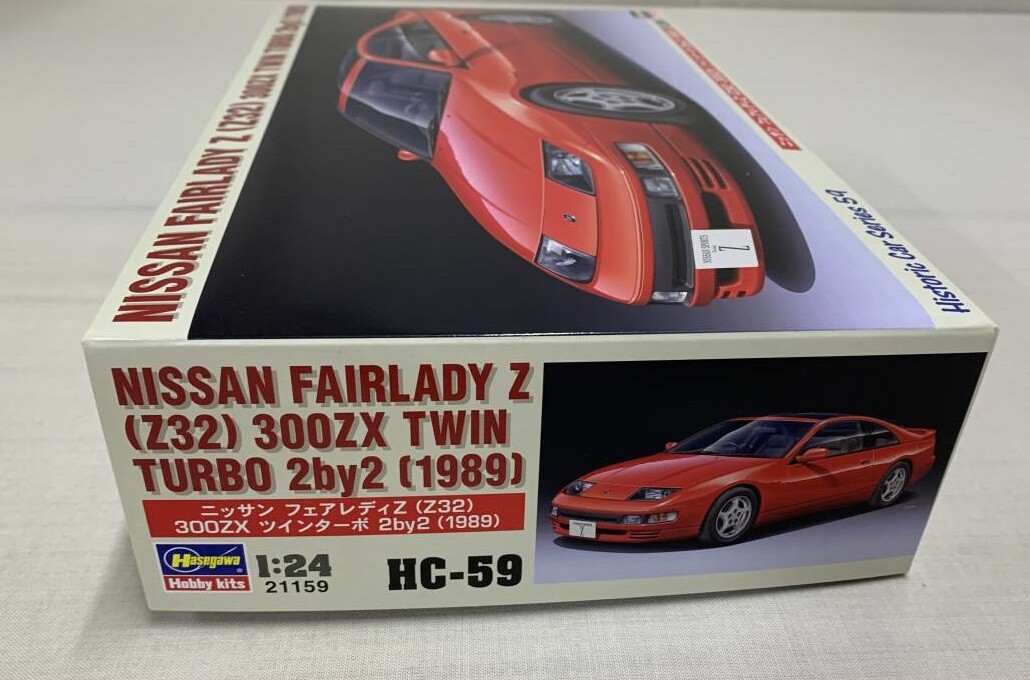 NISSAN FAIRLADY Z (Z32) 300ZX TWIN TURBO 2by2 (1989)
Historic Car Series 59
NISSAN SPORTS
Z
NISSAN FAIRLADY Z
(Z32) 300ZX TWIN
TURBO 2by2 (1989)
ニッサン フェアレディZ (Z32)
300ZX ツインターボ 2by2 (1989)
Hasegawa
Hobby kits
1:24
21159
HC-59
Z